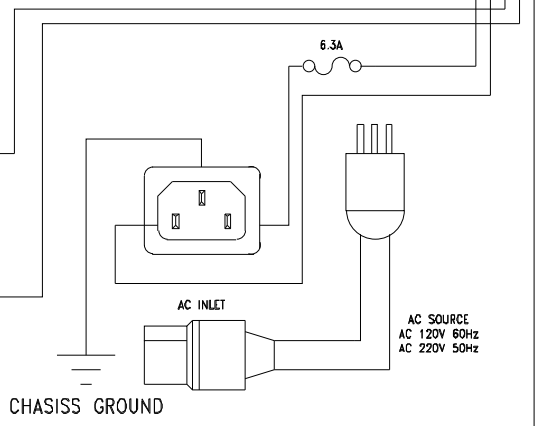 6.3A
AC INLET
AC SOURCE
AC 120V 60Hz
AC 220V 50Hz
CHASISS GROUND